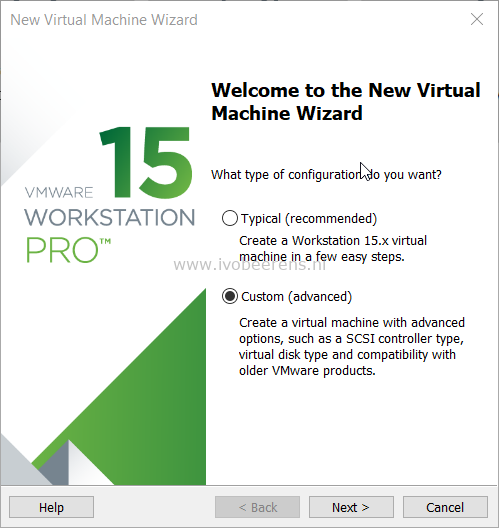 New Virtual Machine Wizard
Welcome to the New Virtual
Machine Wizard
15
VMWARE
WORKSTATION
PRO™
What type of configuration do you want?
Typical (recommended)
Create a Workstation 15.x virtual
machine in a few easy steps.
www.ivobeerens.nl
Custom (advanced)
Create a virtual machine with advanced
options, such as a SCSI controller type,
virtual disk type and compatibility with
older VMware products.
Help
< Back
Next >
Cancel